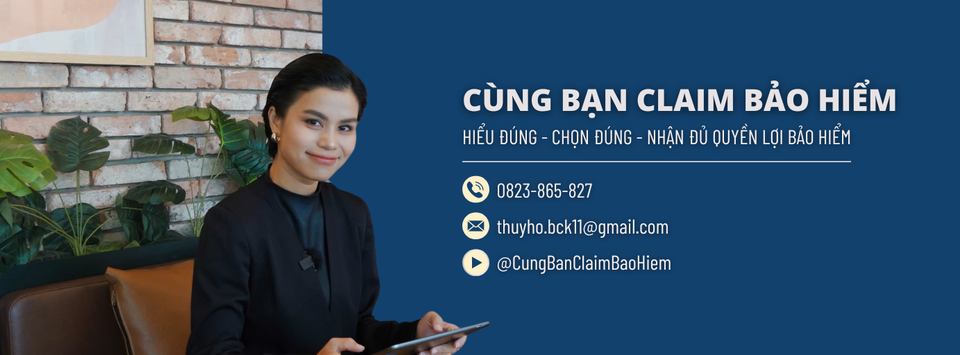 CÙNG BẠN CLAIM BẢO HIỂM
HIỂU ĐÚNG - CHỌN ĐÚNG - NHẬN ĐỦ QUYỀN LỢI BẢO HIỂM
0823-865-827
thuyho.bck11@gmail.com
@CungBanClaimBaoHiem